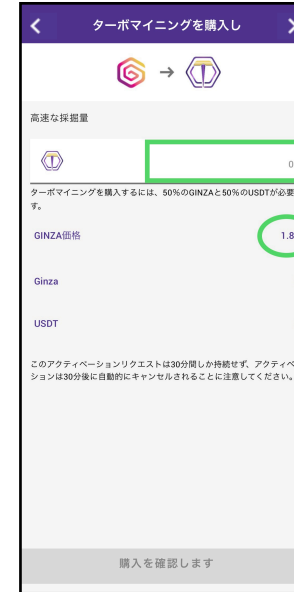 ターボマイニングを購入し
高速な採掘量
0
ターボマイニングを購入するには、50%のGINZAと50%のUSDTが必要
す。
GINZA価格
1.8
Ginza
USDT
このアクティベーションリクエストは30分間しか持続せず、アクティベ
ションは30分後に自動的にキャンセルされることに注意してください。
購入を確認します